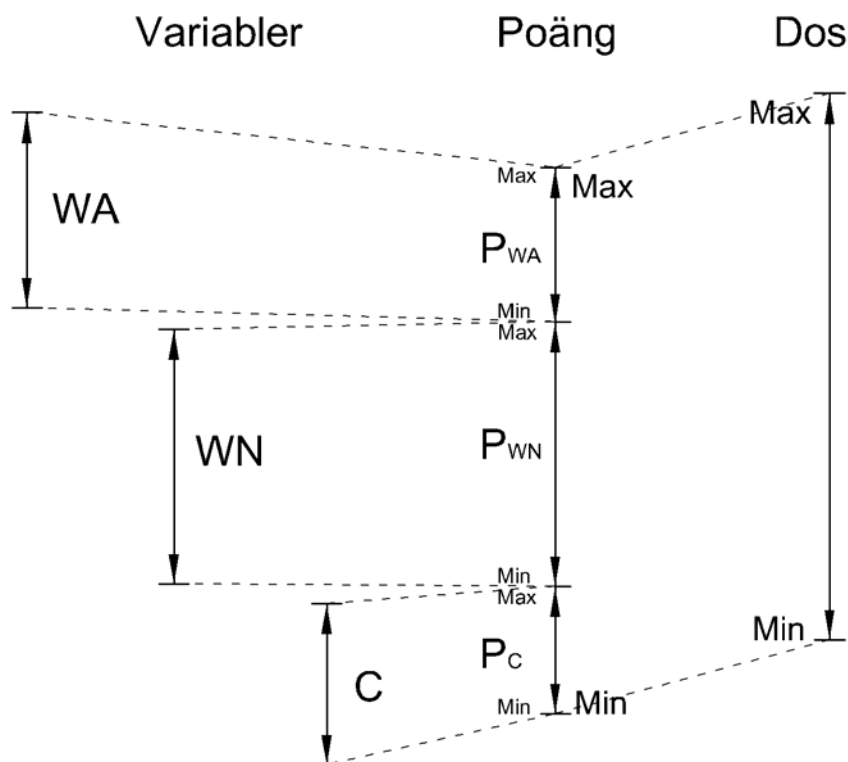 Variabler Poäng Dos
Max
Max
Max
WA
PWA
Min
Max
WN
PWN
Min
Max
Min
PC
C
Min Min